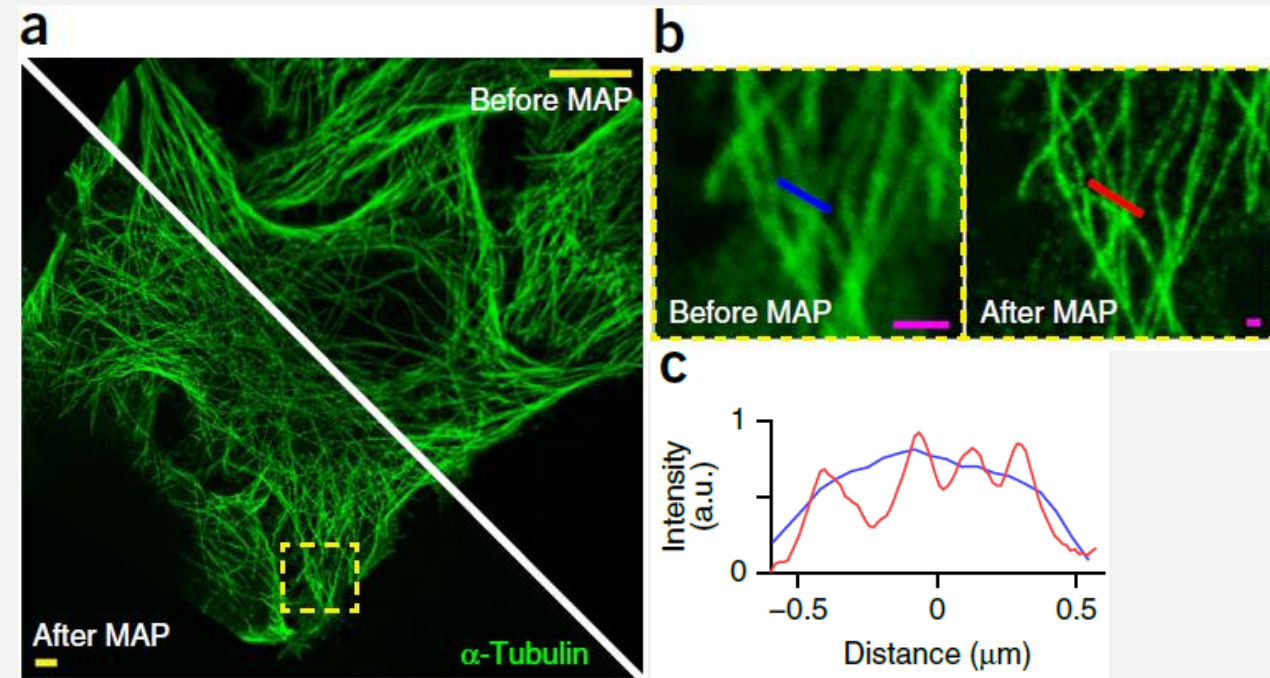 a
Before MAP
After MAP
α-Tubulin
b
Before MAP
After MAP
c
1
0
Intensity
(a.u.)
−0.5
0
0.5
Distance (μm)